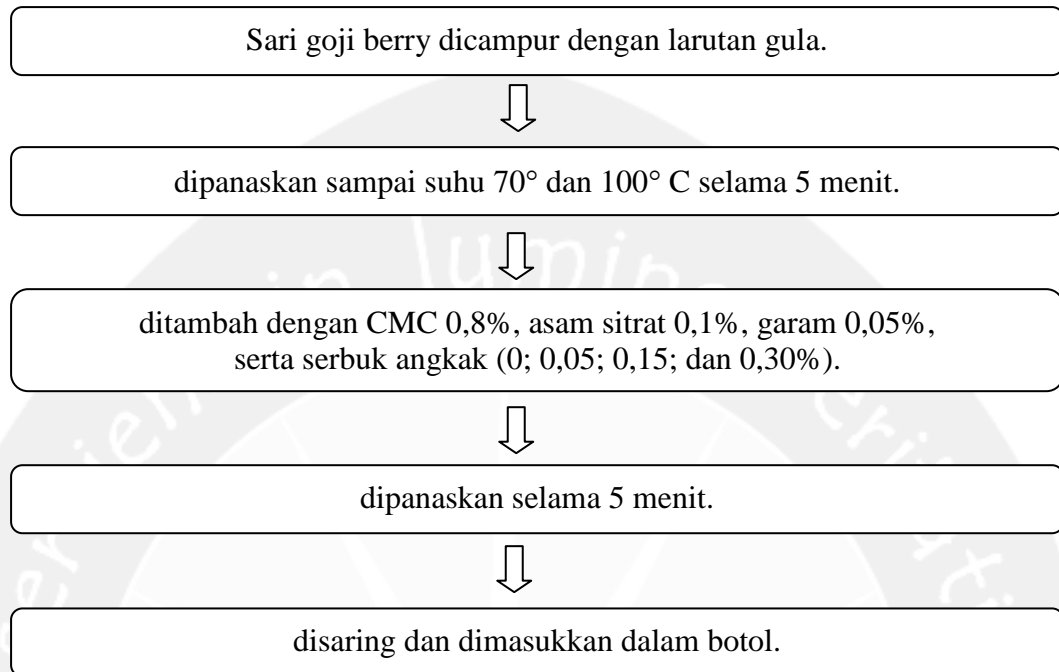 Sari goji berry dicampur dengan larutan gula.
dipanaskan sampai suhu 70° dan 100° C selama 5 menit.
in lumine
ditambah dengan CMC 0,8%, asam sitrat 0,1%, garam 0,05%,
serta serbuk angkak (0; 0,05; 0,15; dan 0,30%).
dipanaskan selama 5 menit.
disaring dan dimasukkan dalam botol.